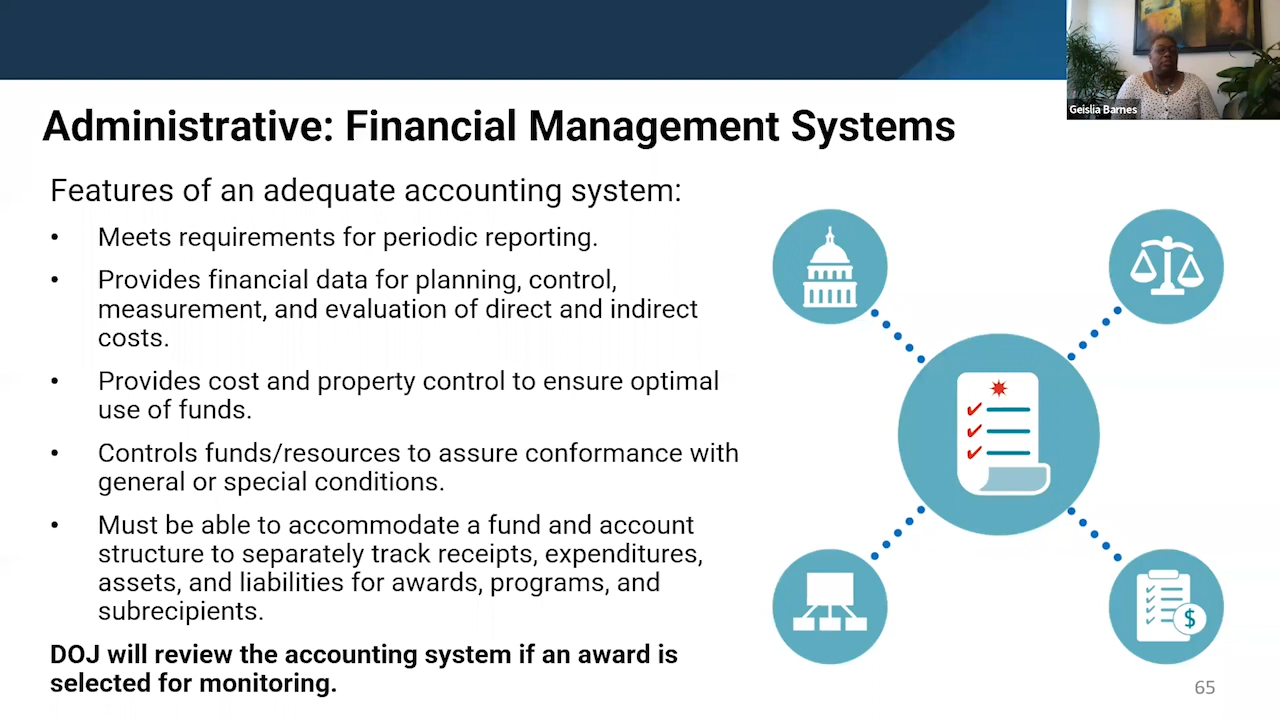 Geislia Barnes
Administrative: Financial Management Systems
Features of an adequate accounting system:
• Meets requirements for periodic reporting.
• Provides financial data for planning, control,
measurement, and evaluation of direct and indirect
costs.
• Provides cost and property control to ensure optimal
use of funds.
• Controls funds/resources to assure conformance with
general or special conditions.
• Must be able to accommodate a fund and account
structure to separately track receipts, expenditures,
assets, and liabilities for awards, programs, and
subrecipients.
DOJ will review the accounting system if an award is
selected for monitoring.
$
65